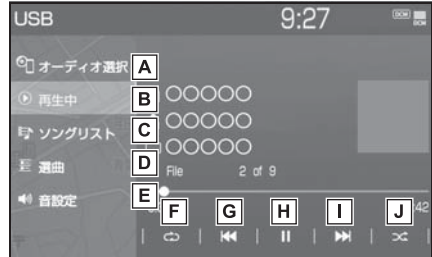 USB 9:27 DCM
オーディオ選択 A
再生中 B ○○○○○
ソングリスト C ○○○○○
選曲 D ○○○○○
File 2 of 9
音設定 E
F G H I J